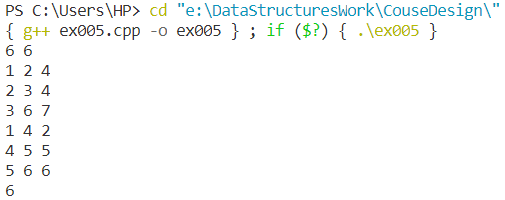 PS C:\Users\HP> cd "e:\DataStructuresWork\CouseDesign\"
{ g++ ex005.cpp -o ex005 } ; if ($?) { .\ex005 }
6 6
1 2 4
2 3 4
3 6 7
1 4 2
4 5 5
5 6 6
6